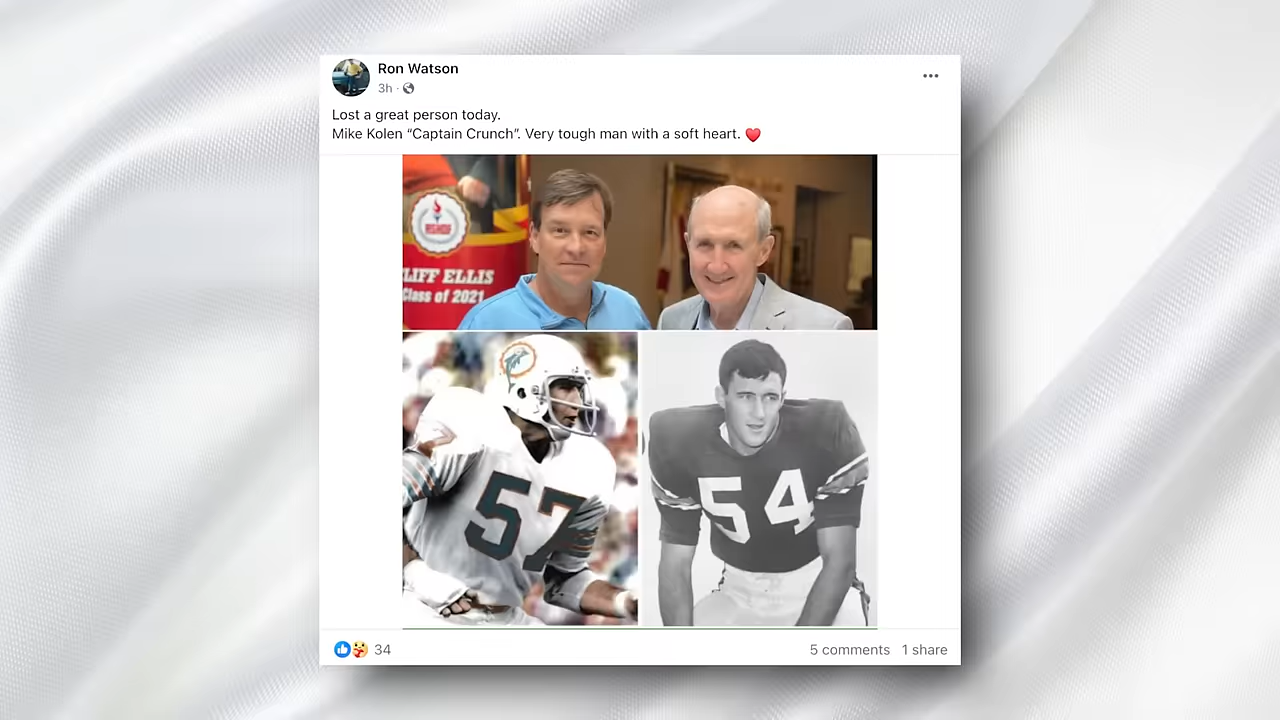 Ron Watson
3h ·
Lost a great person today.
Mike Kolen “Captain Crunch”. Very tough man with a soft heart. ❤️
LIFF ELLIS
Class of 2021
57
54
34
5 comments 1 share